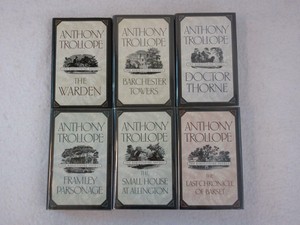 ANTHONY
TROLLOPE
THE
WARDEN
ANTHONY
TROLLOPE
BARCHESTER
TOWERS
ANTHONY
TROLLOPE
DOCTOR
THORNE
ANTHONY
TROLLOPE
FRAMLEY
PARSONAGE
ANTHONY
TROLLOPE
THE
SMALL HOUSE
AT ALLINGTON
ANTHONY
TROLLOPE
THE
LAST CHRONICLE
OF BARSET